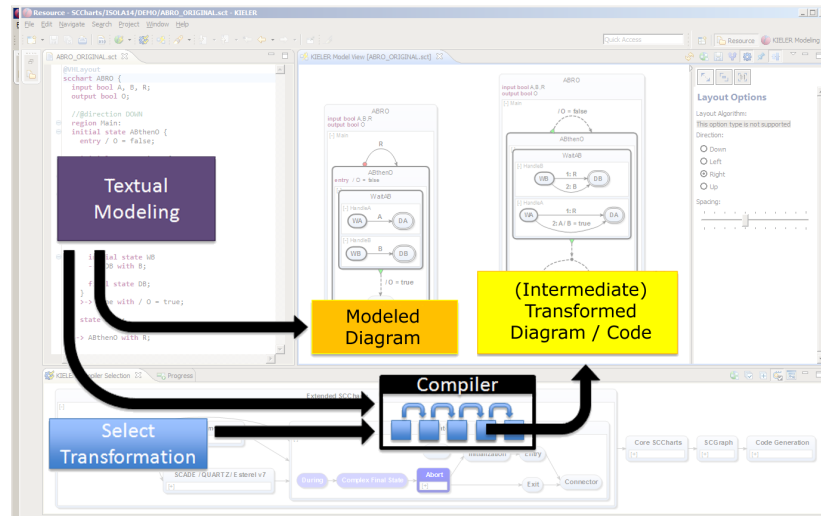 Resource - SCCharts/ISOLA14/DEMO/ABRO_ORIGINAL.sct - KIELER
File Edit Navigate Search Project Window Help
Quick Access
Resource
KIELER Modeling
ABRO_ORIGINAL.sct
@VHLayout
scchart ABRO {
input bool A, B, R;
output bool O;
//@direction DOWN
region Main:
initial state ABthenO {
entry / O = false;
Textual
Modeling
state WB
DB with B;
state DB;
}
with / O = true;
state
ABthenO with R;
KIELER Model View [ABRO_ORIGINAL.sct]
ABRO
input bool A,B,R
output bool O
[-] Main
R
ABthenO
entry / O = true
WaitAB
[-] HandleA
WA
A
DA
[-] HandleB
WB
B
DB
/ O = true
Modeled
Diagram
ABRO
input bool A,B,R
output bool O
[-] Main
/ O = false
ABthenO
WaitAB
[-] HandleB
WB
1: R
2: B
DB
[-] HandleA
WA
1: R
2: A / B = true
DA
(Intermediate)
Transformed
Diagram / Code
Layout Options
Layout Algorithm:
This option type is not supported
Direction:
Down
Left
Right
Up
Spacing:
Selection
Progress
Compiler
Select
Transformation
SCADE / QUARTZ / Esterel v7
[+]
During
Complex Final State
Abort
[+]
Initialization
Entry
Exit
Connector
Core SCCharts
[+]
SCGraph
[+]
Code Generation
[+]